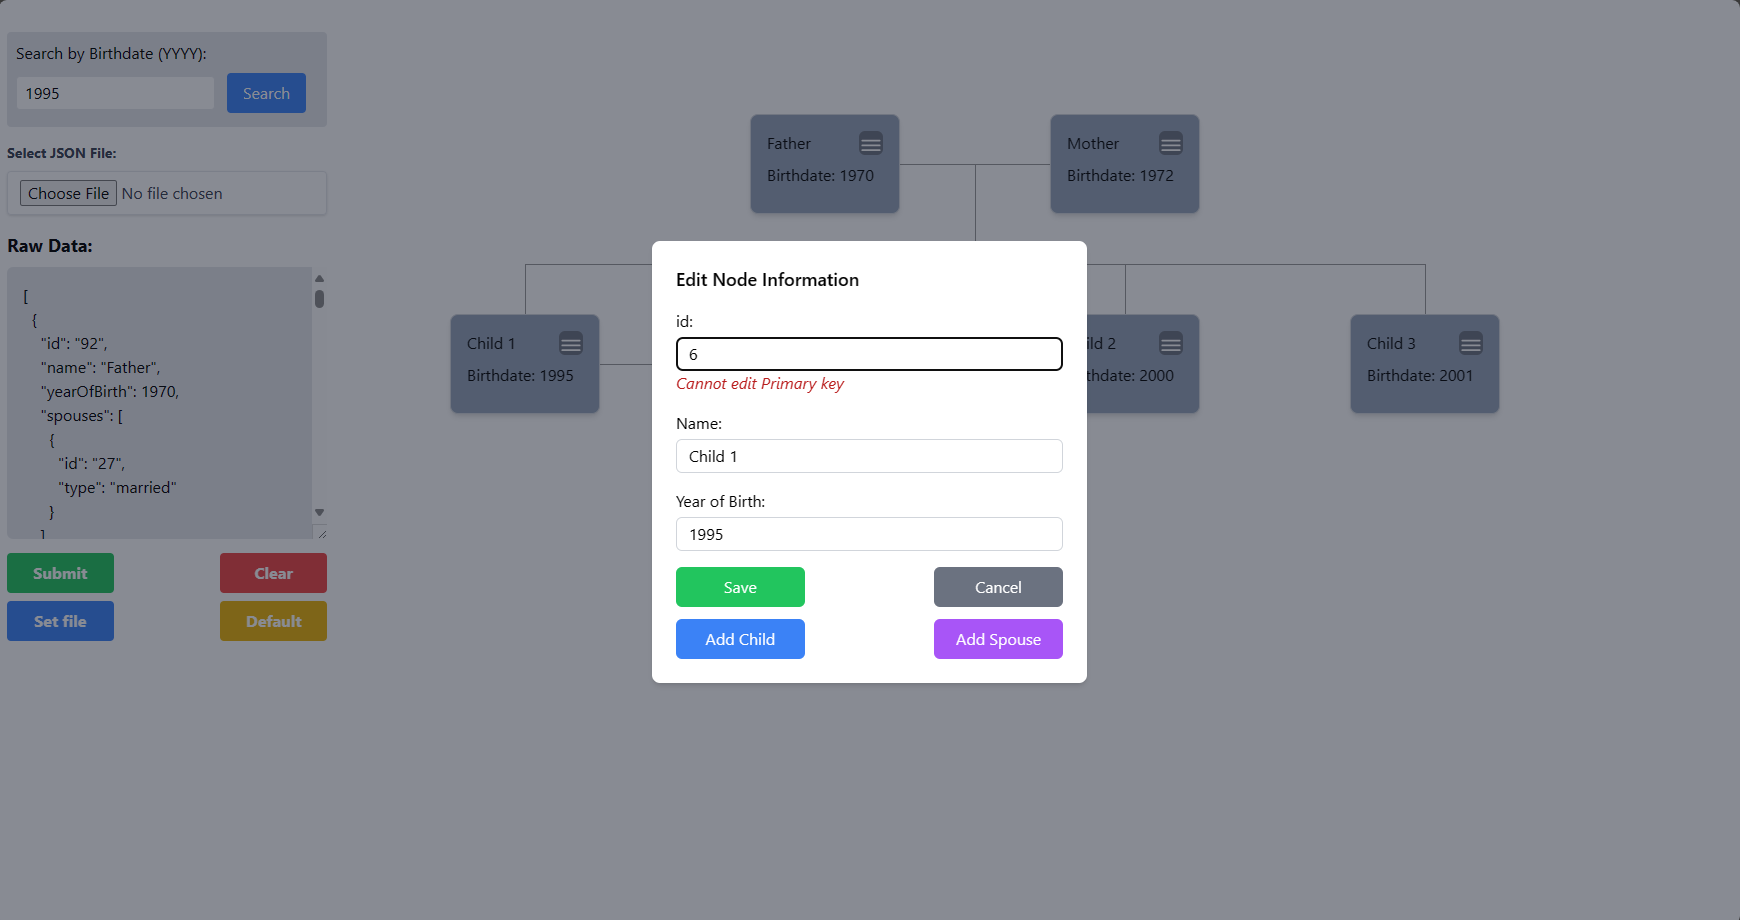 Search by Birthdate (YYYY):
1995
Search
Select JSON File:
Choose File No file chosen
Raw Data:
[
{
"id": "92",
"name": "Father",
"yearOfBirth": 1970,
"spouses": [
{
"id": "27",
"type": "married"
}
]
Submit
Clear
Set file
Default
Father
Birthdate: 1970
Mother
Birthdate: 1972
Child 1
Birthdate: 1995
ild 2
thdate: 2000
Child 3
Birthdate: 2001
Edit Node Information
id:
6
Cannot edit Primary key
Name:
Child 1
Year of Birth:
1995
Save
Cancel
Add Child
Add Spouse